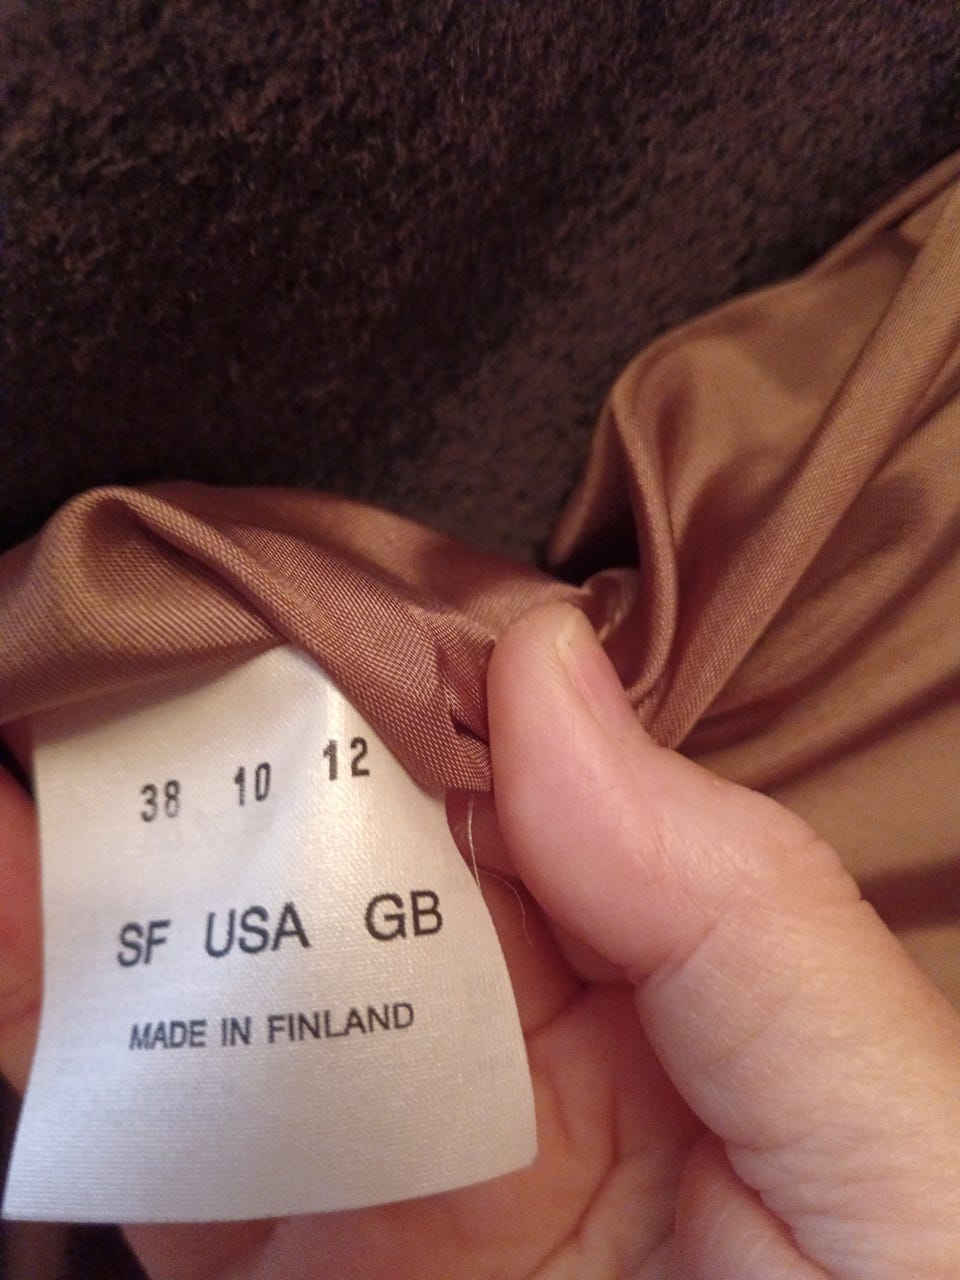 38 10 12
SF USA GB
MADE IN FINLAND